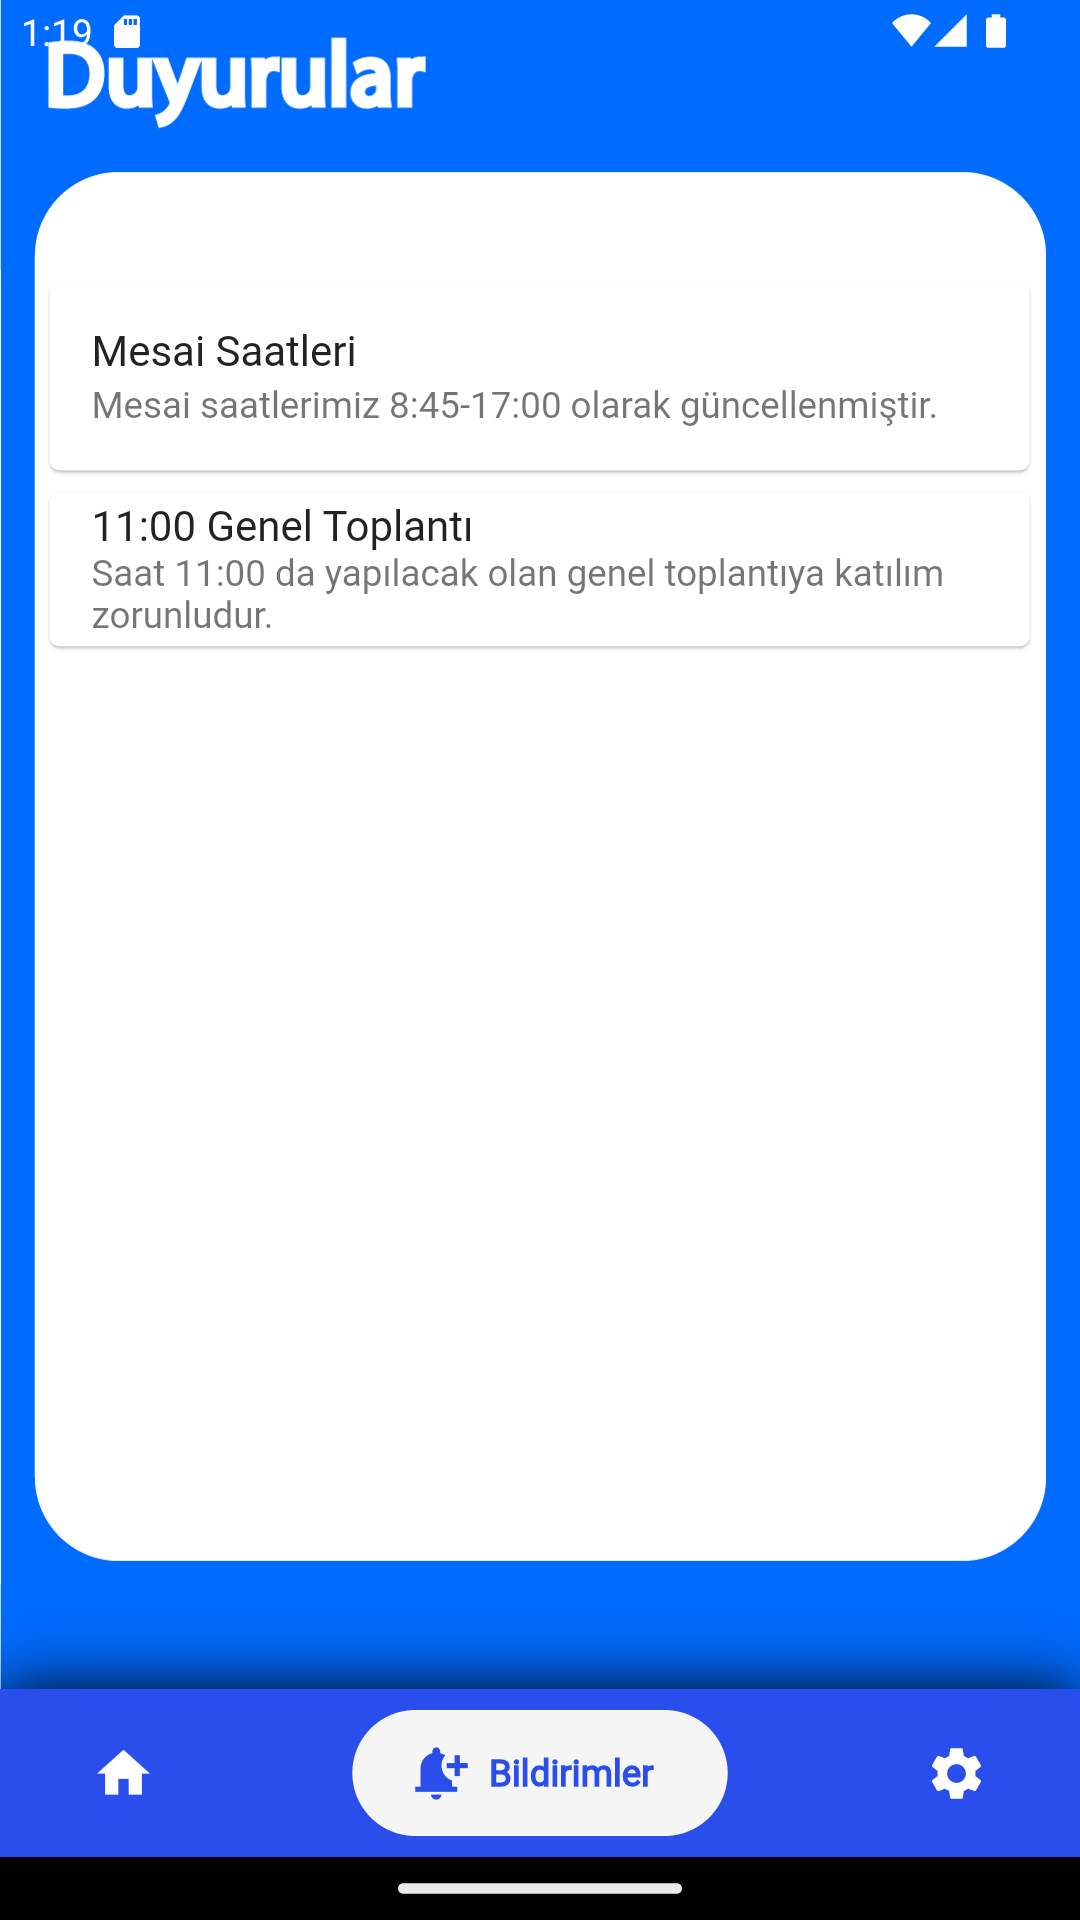 1:19
Duyurular
Mesai Saatleri
Mesai saatlerimiz 8:45-17:00 olarak güncellenmiştir.
11:00 Genel Toplantı
Saat 11:00 da yapılacak olan genel toplantıya katılım
zorunludur.
Bildirimler